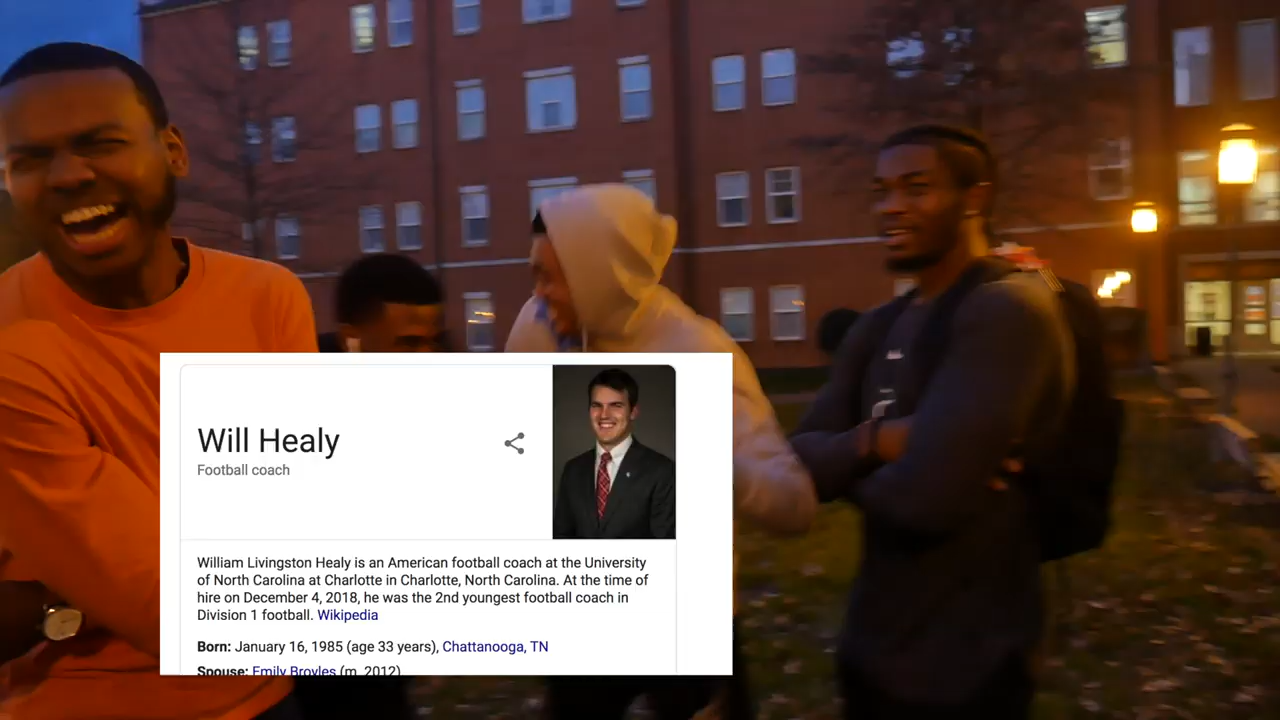 Will Healy
Football coach
William Livingston Healy is an American football coach at the University
of North Carolina at Charlotte in Charlotte, North Carolina. At the time of
hire on December 4, 2018, he was the 2nd youngest football coach in
Division 1 football. Wikipedia
Born: January 16, 1985 (age 33 years), Chattanooga, TN
Spouse: Emily Broyles (m. 2012)